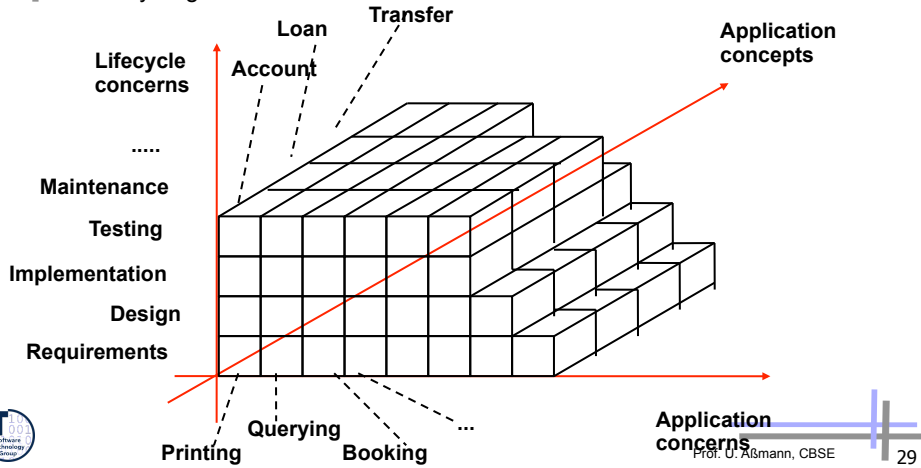 Transfer
Loan
Application
concepts
Lifecycle
concerns
Account
.....
Maintenance
Testing
Implementation
Design
Requirements
Querying
...
Printing
Booking
Application
concerns
Prof. U. Aßmann, CBSE
29